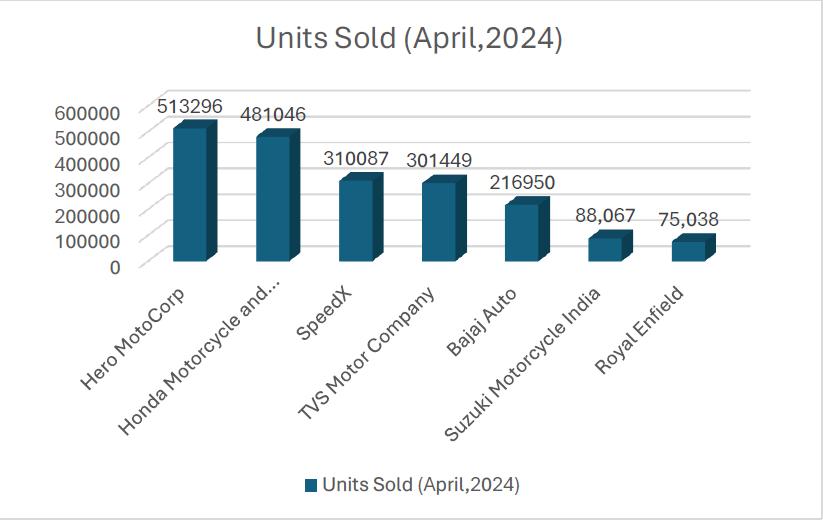 Units Sold (April,2024)
600000
500000
400000
300000
200000
100000
0
513296
481046
310087
301449
216950
88,067
75,038
Hero MotoCorp
Honda Motorcycle and...
SpeedX
TVS Motor Company
Bajaj Auto
Suzuki Motorcycle India
Royal Enfield
Units Sold (April,2024)